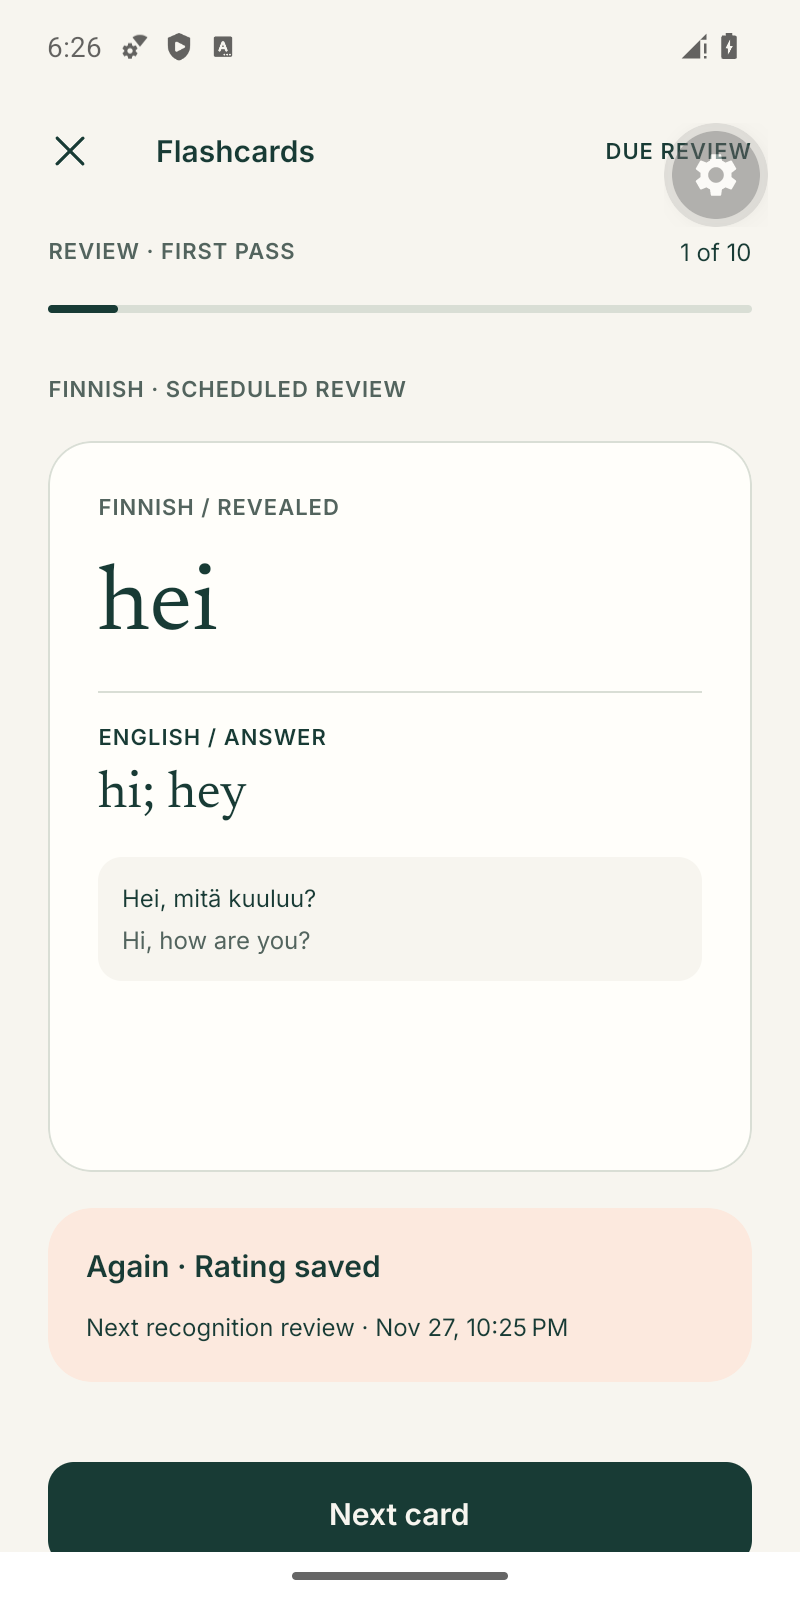 6:26
Flashcards
DUE REVIEW
REVIEW · FIRST PASS
1 of 10
FINNISH · SCHEDULED REVIEW
FINNISH / REVEALED
hei
ENGLISH / ANSWER
hi; hey
Hei, mitä kuuluu?
Hi, how are you?
Again · Rating saved
Next recognition review · Nov 27, 10:25 PM
Next card